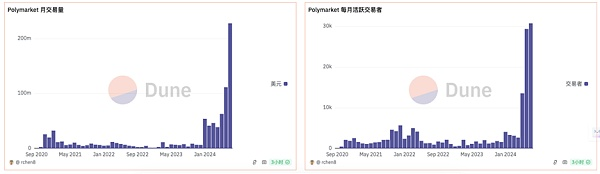 Polymarket 月交易量
200m
100m
0
Dune
美元
Sep 2020
May 2021
Jan 2022
Sep 2022
May 2023
Jan 2024
@ rchen8
3小时
Polymarket 每月活跃交易者
30k
20k
10k
0
Dune
交易者
Sep 2020
May 2021
Jan 2022
Sep 2022
May 2023
Jan 2024
@ rchen8
3小时